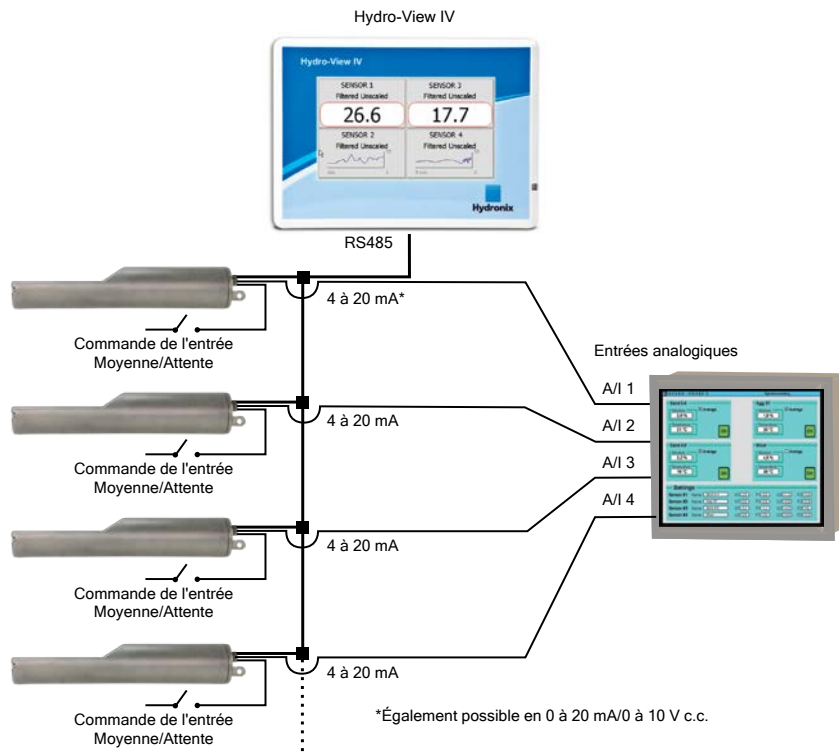 Hydro-View IV
Hydro-View IV
SENSOR 1
Filtered Unscaled
26.6
SENSOR 3
Filtered Unscaled
17.7
SENSOR 2
Filtered Unscaled
SENSOR 4
Filtered Unscaled
Hydronix
RS485
4 à 20 mA*
Commande de l'entrée
Moyenne/Attente
Entrées analogiques
A/I 1
4 à 20 mA
A/I 2
Commande de l'entrée
Moyenne/Attente
A/I 3
A/I 4
4 à 20 mA
Commande de l'entrée
Moyenne/Attente
4 à 20 mA
Commande de l'entrée
Moyenne/Attente
*Également possible en 0 à 20 mA/0 à 10 V c.c.
Settings